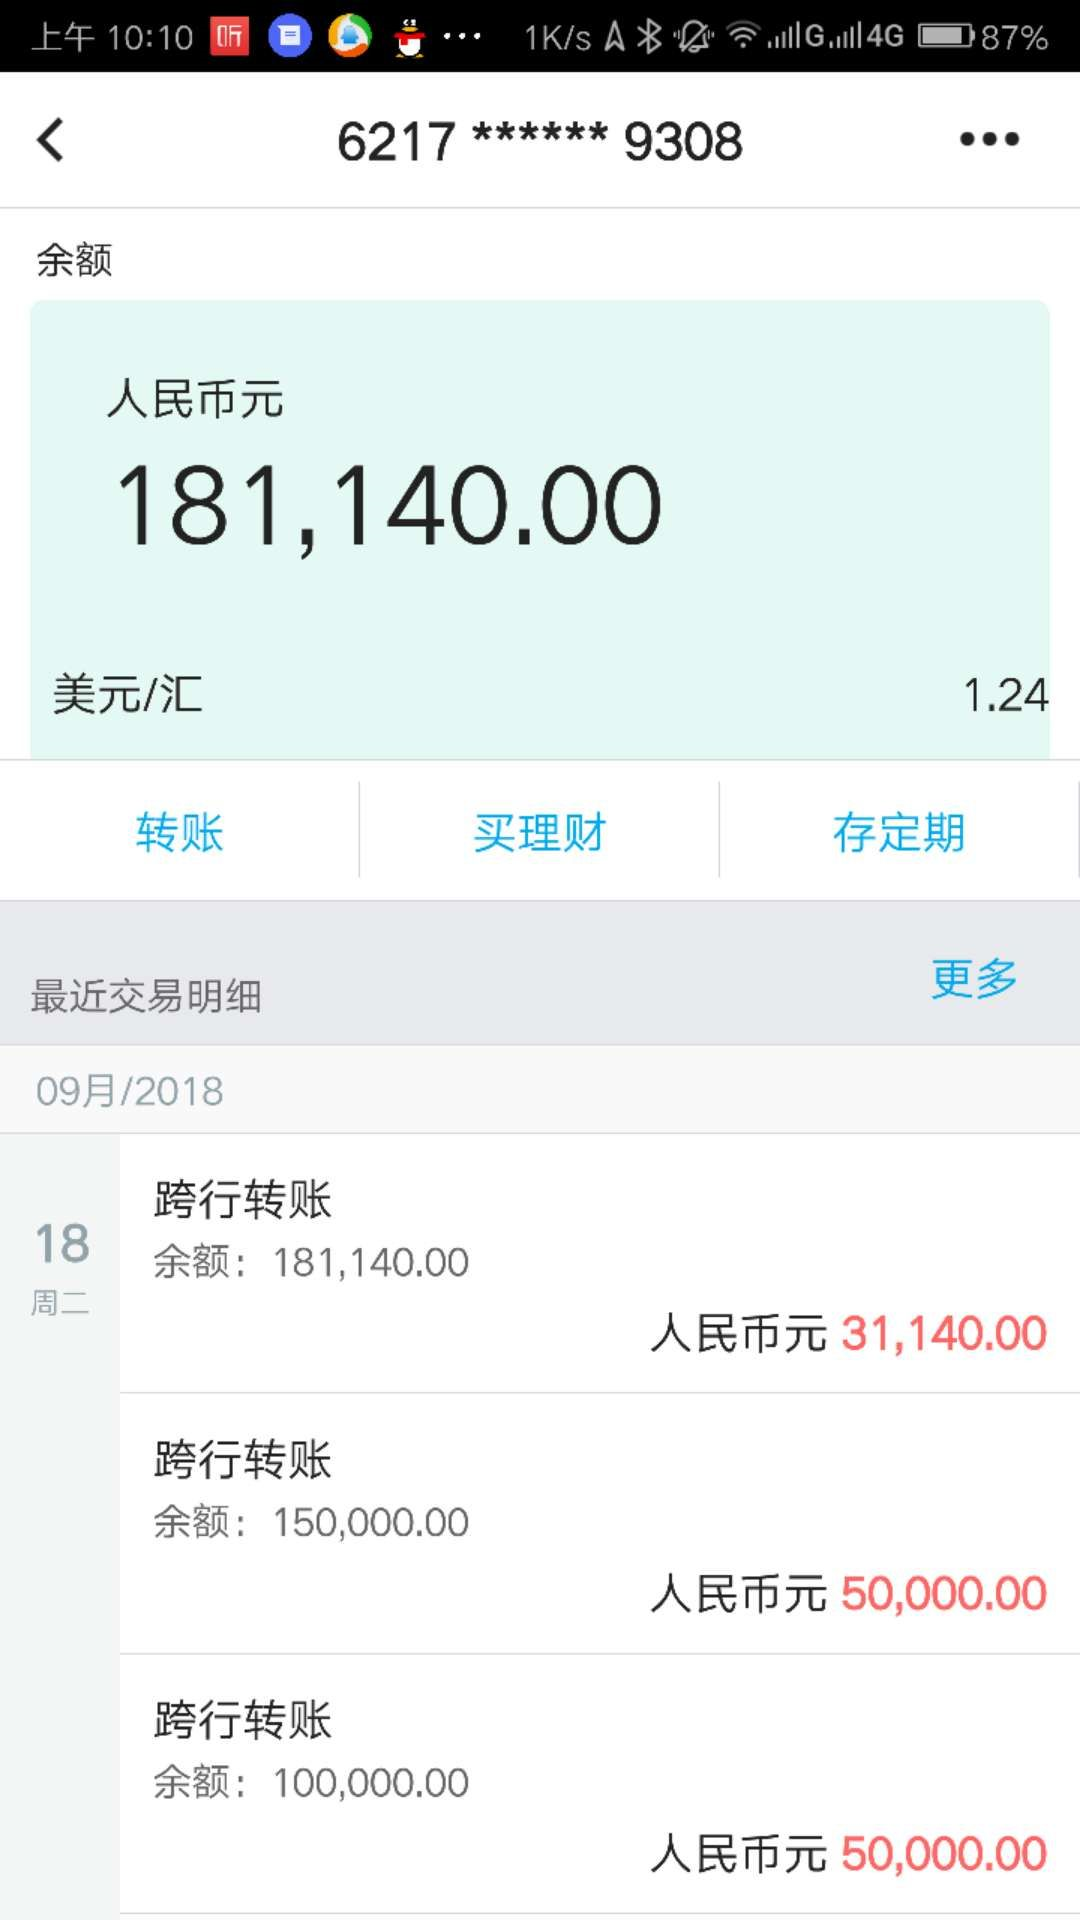 上午 10:10 听 1K/s G 4G 87%
6217 ****** 9308
余额
人民币元
181,140.00
美元/汇 1.24
转账 买理财 存定期
最近交易明细 更多
09月/2018
18
周二
跨行转账
余额: 181,140.00
人民币元 31,140.00
跨行转账
余额: 150,000.00
人民币元 50,000.00
跨行转账
余额: 100,000.00
人民币元 50,000.00